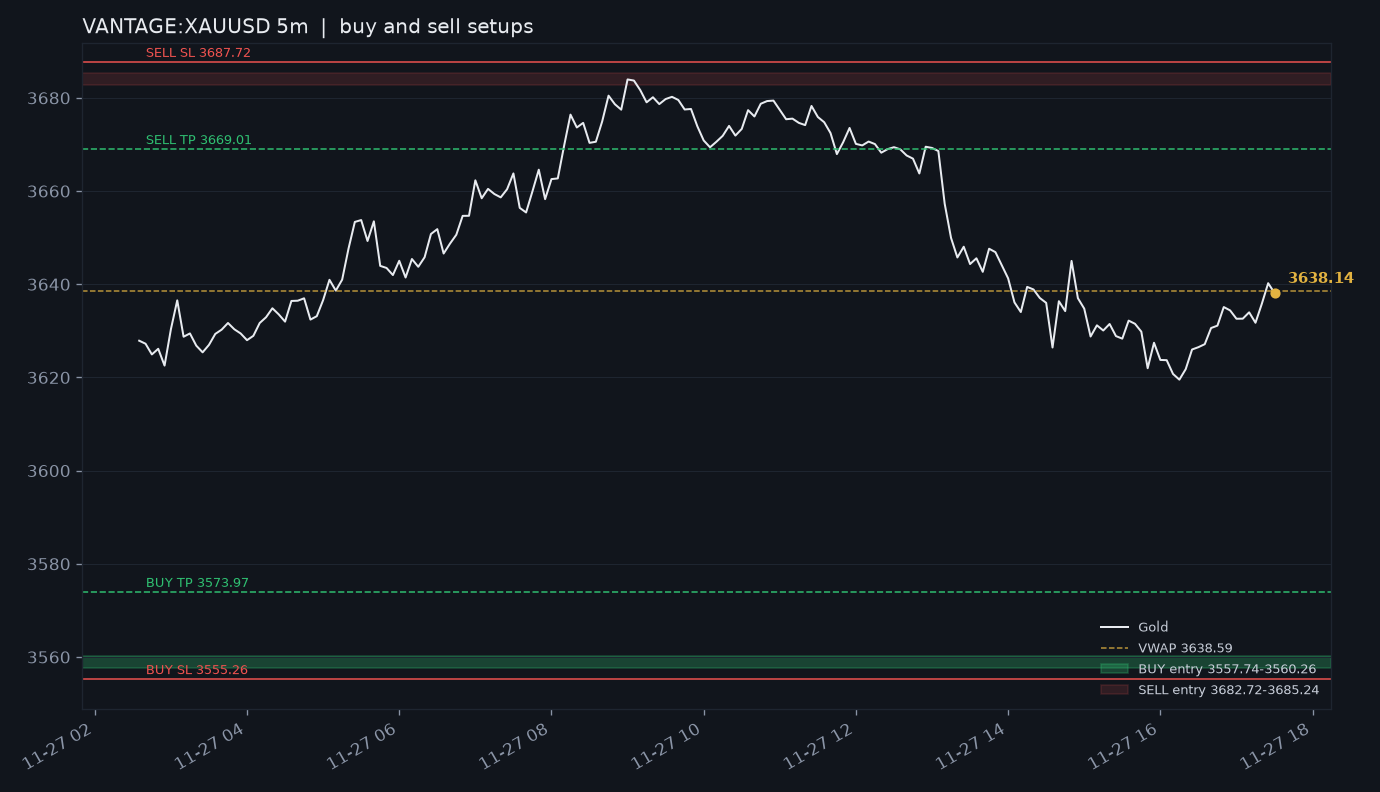 VANTAGE:XAUUSD 5m | buy and sell setups
SELL SL 3687.72
3680
SELL TP 3669.01
3660
3638.14
3640
3620
3600
3580
BUY TP 3573.97
3560
BUY SL 3555.26
Gold
VWAP 3638.59
BUY entry 3557.74-3560.26
SELL entry 3682.72-3685.24
11-27 02
11-27 04
11-27 06
11-27 08
11-27 10
11-27 12
11-27 14
11-27 16
11-27 18